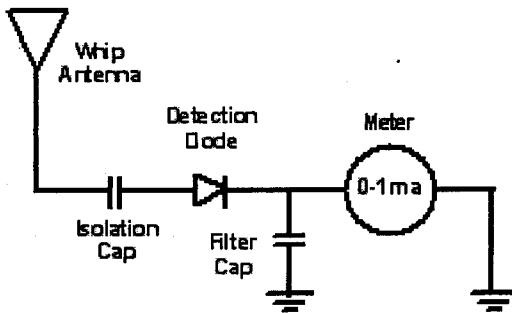 Whip
Antenna
Detection
Diode
Meter
0-1ma
Isolation
Cap
Filter
Cap